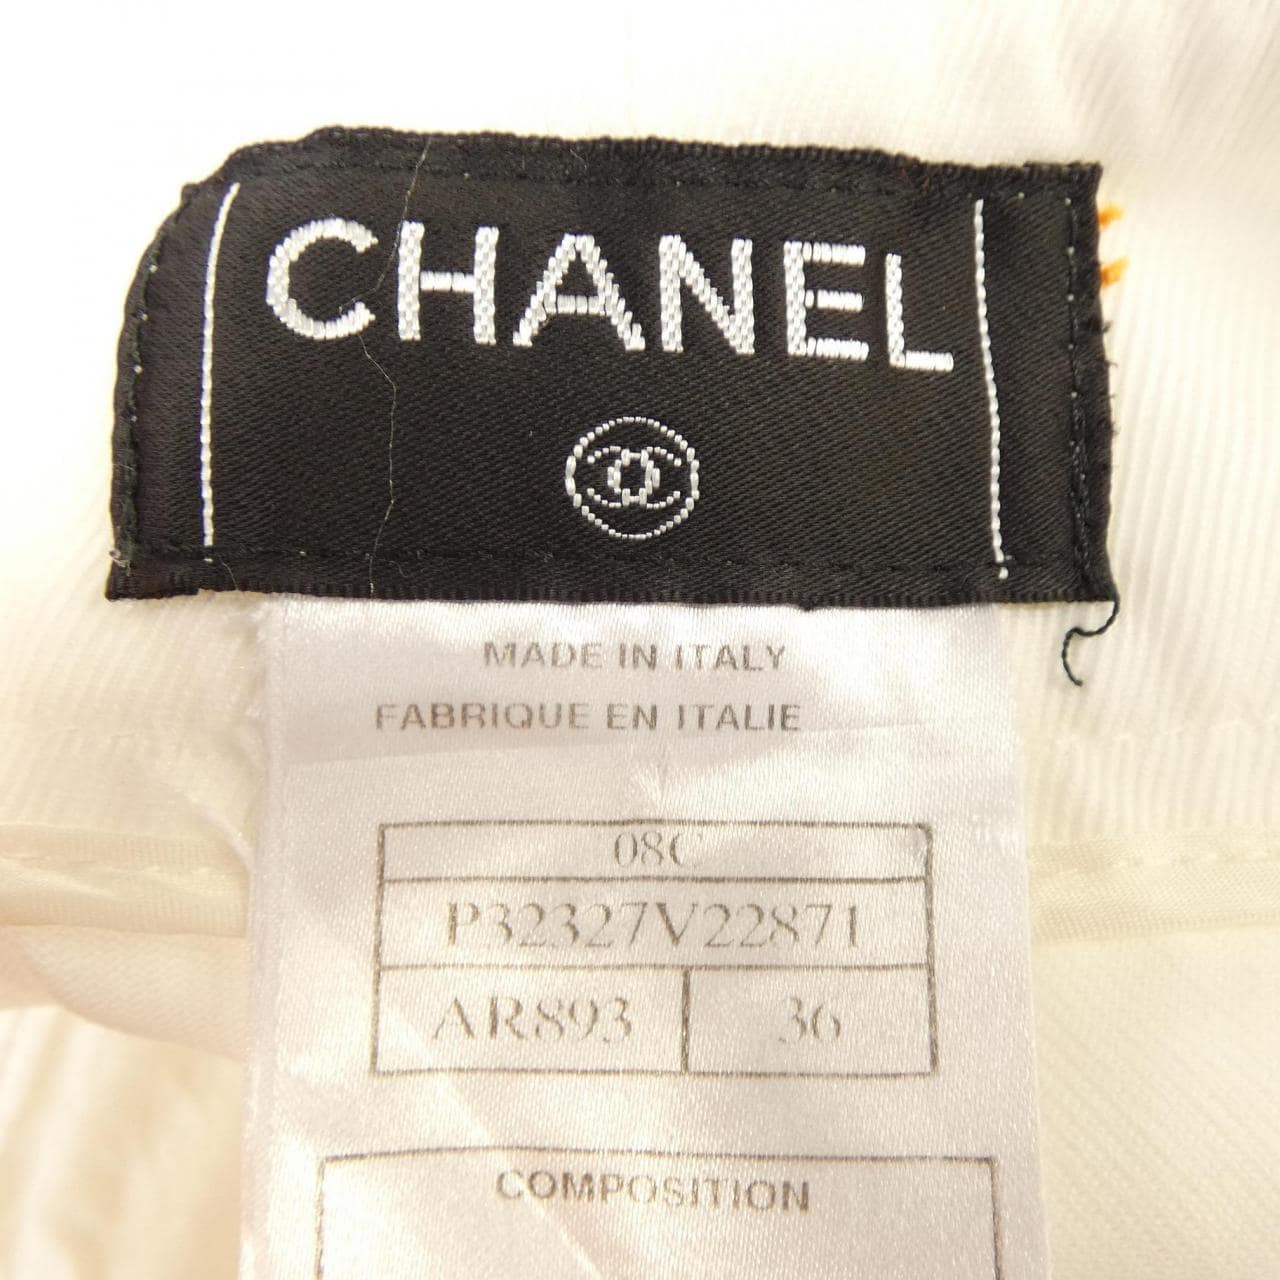 CHANEL
MADE IN ITALY
FABRIQUE EN ITALIE
08C
P32327V22871
AR893 36
COMPOSITION